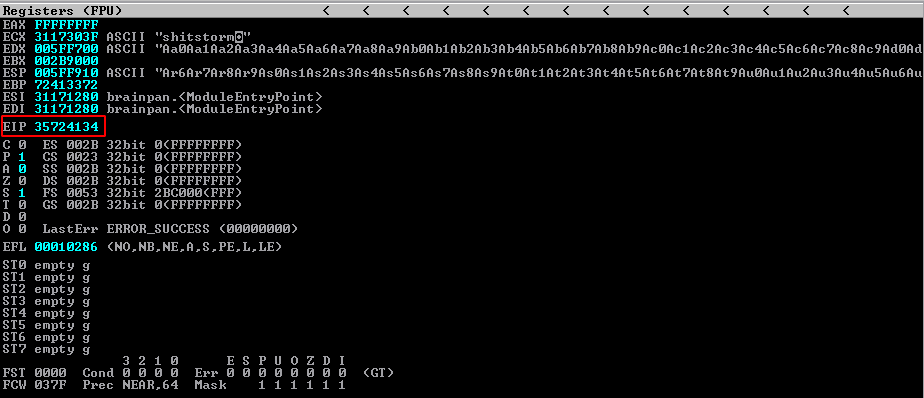 Registers (FPU) < < < < < < < < < < < < < <
EAX FFFFFFFF
ECX 3117303F ASCII "shitstorm@"
EDX 005FF700 ASCII "Aa0Aa1Aa2Aa3Aa4Aa5Aa6Aa7Aa8Aa9Ab0Ab1Ab2Ab3Ab4Ab5Ab6Ab7Ab8Ab9Ac0Ac1Ac2Ac3Ac4Ac5Ac6Ac7Ac8Ac9Ad0Ad
EBX 002B9000
ESP 005FF910 ASCII "Ar6Ar7Ar8Ar9As0As1As2As3As4As5As6As7As8As9At0At1At2At3At4At5At6At7At8At9Au0Au1Au2Au3Au4Au5Au6Au
EBP 72413372
ESI 31171280 brainpan.<ModuleEntryPoint>
EDI 31171280 brainpan.<ModuleEntryPoint>
EIP 35724134
C 0 ES 002B 32bit 0(FFFFFFFF)
P 1 CS 0023 32bit 0(FFFFFFFF)
A 0 SS 002B 32bit 0(FFFFFFFF)
Z 0 DS 002B 32bit 0(FFFFFFFF)
S 1 FS 0053 32bit 2BC000(FFF)
T 0 GS 002B 32bit 0(FFFFFFFF)
D 0
O 0 LastErr ERROR_SUCCESS (00000000)
EFL 00010286 (NO,NB,NE,A,S,PE,L,LE)
ST0 empty g
ST1 empty g
ST2 empty g
ST3 empty g
ST4 empty g
ST5 empty g
ST6 empty g
ST7 empty g
3 2 1 0 E S P U O Z D I
FST 0000 Cond 0 0 0 0 Err 0 0 0 0 0 0 0 0 (GT)
FCW 037F Prec NEAR,64 Mask 1 1 1 1 1 1